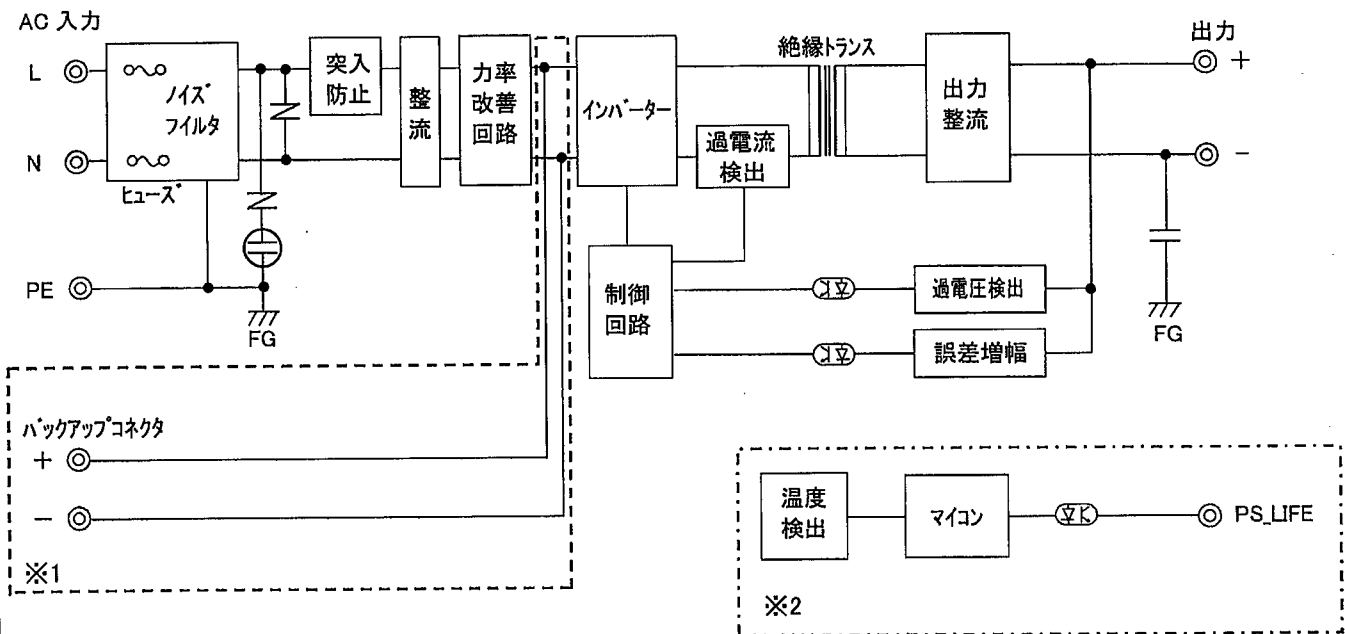 AC 入力
L
N
PE
ノイズ
フィルタ
ヒューズ
突入
防止
整
流
力率
改善
回路
FG
インバーター
過電流
検出
絶縁トランス
出力
整流
出力
+
-
制御
回路
過電圧検出
誤差増幅
FG
バックアップコネクタ
+
-
※1
温度
検出
マイコン
PS_LIFE
※2